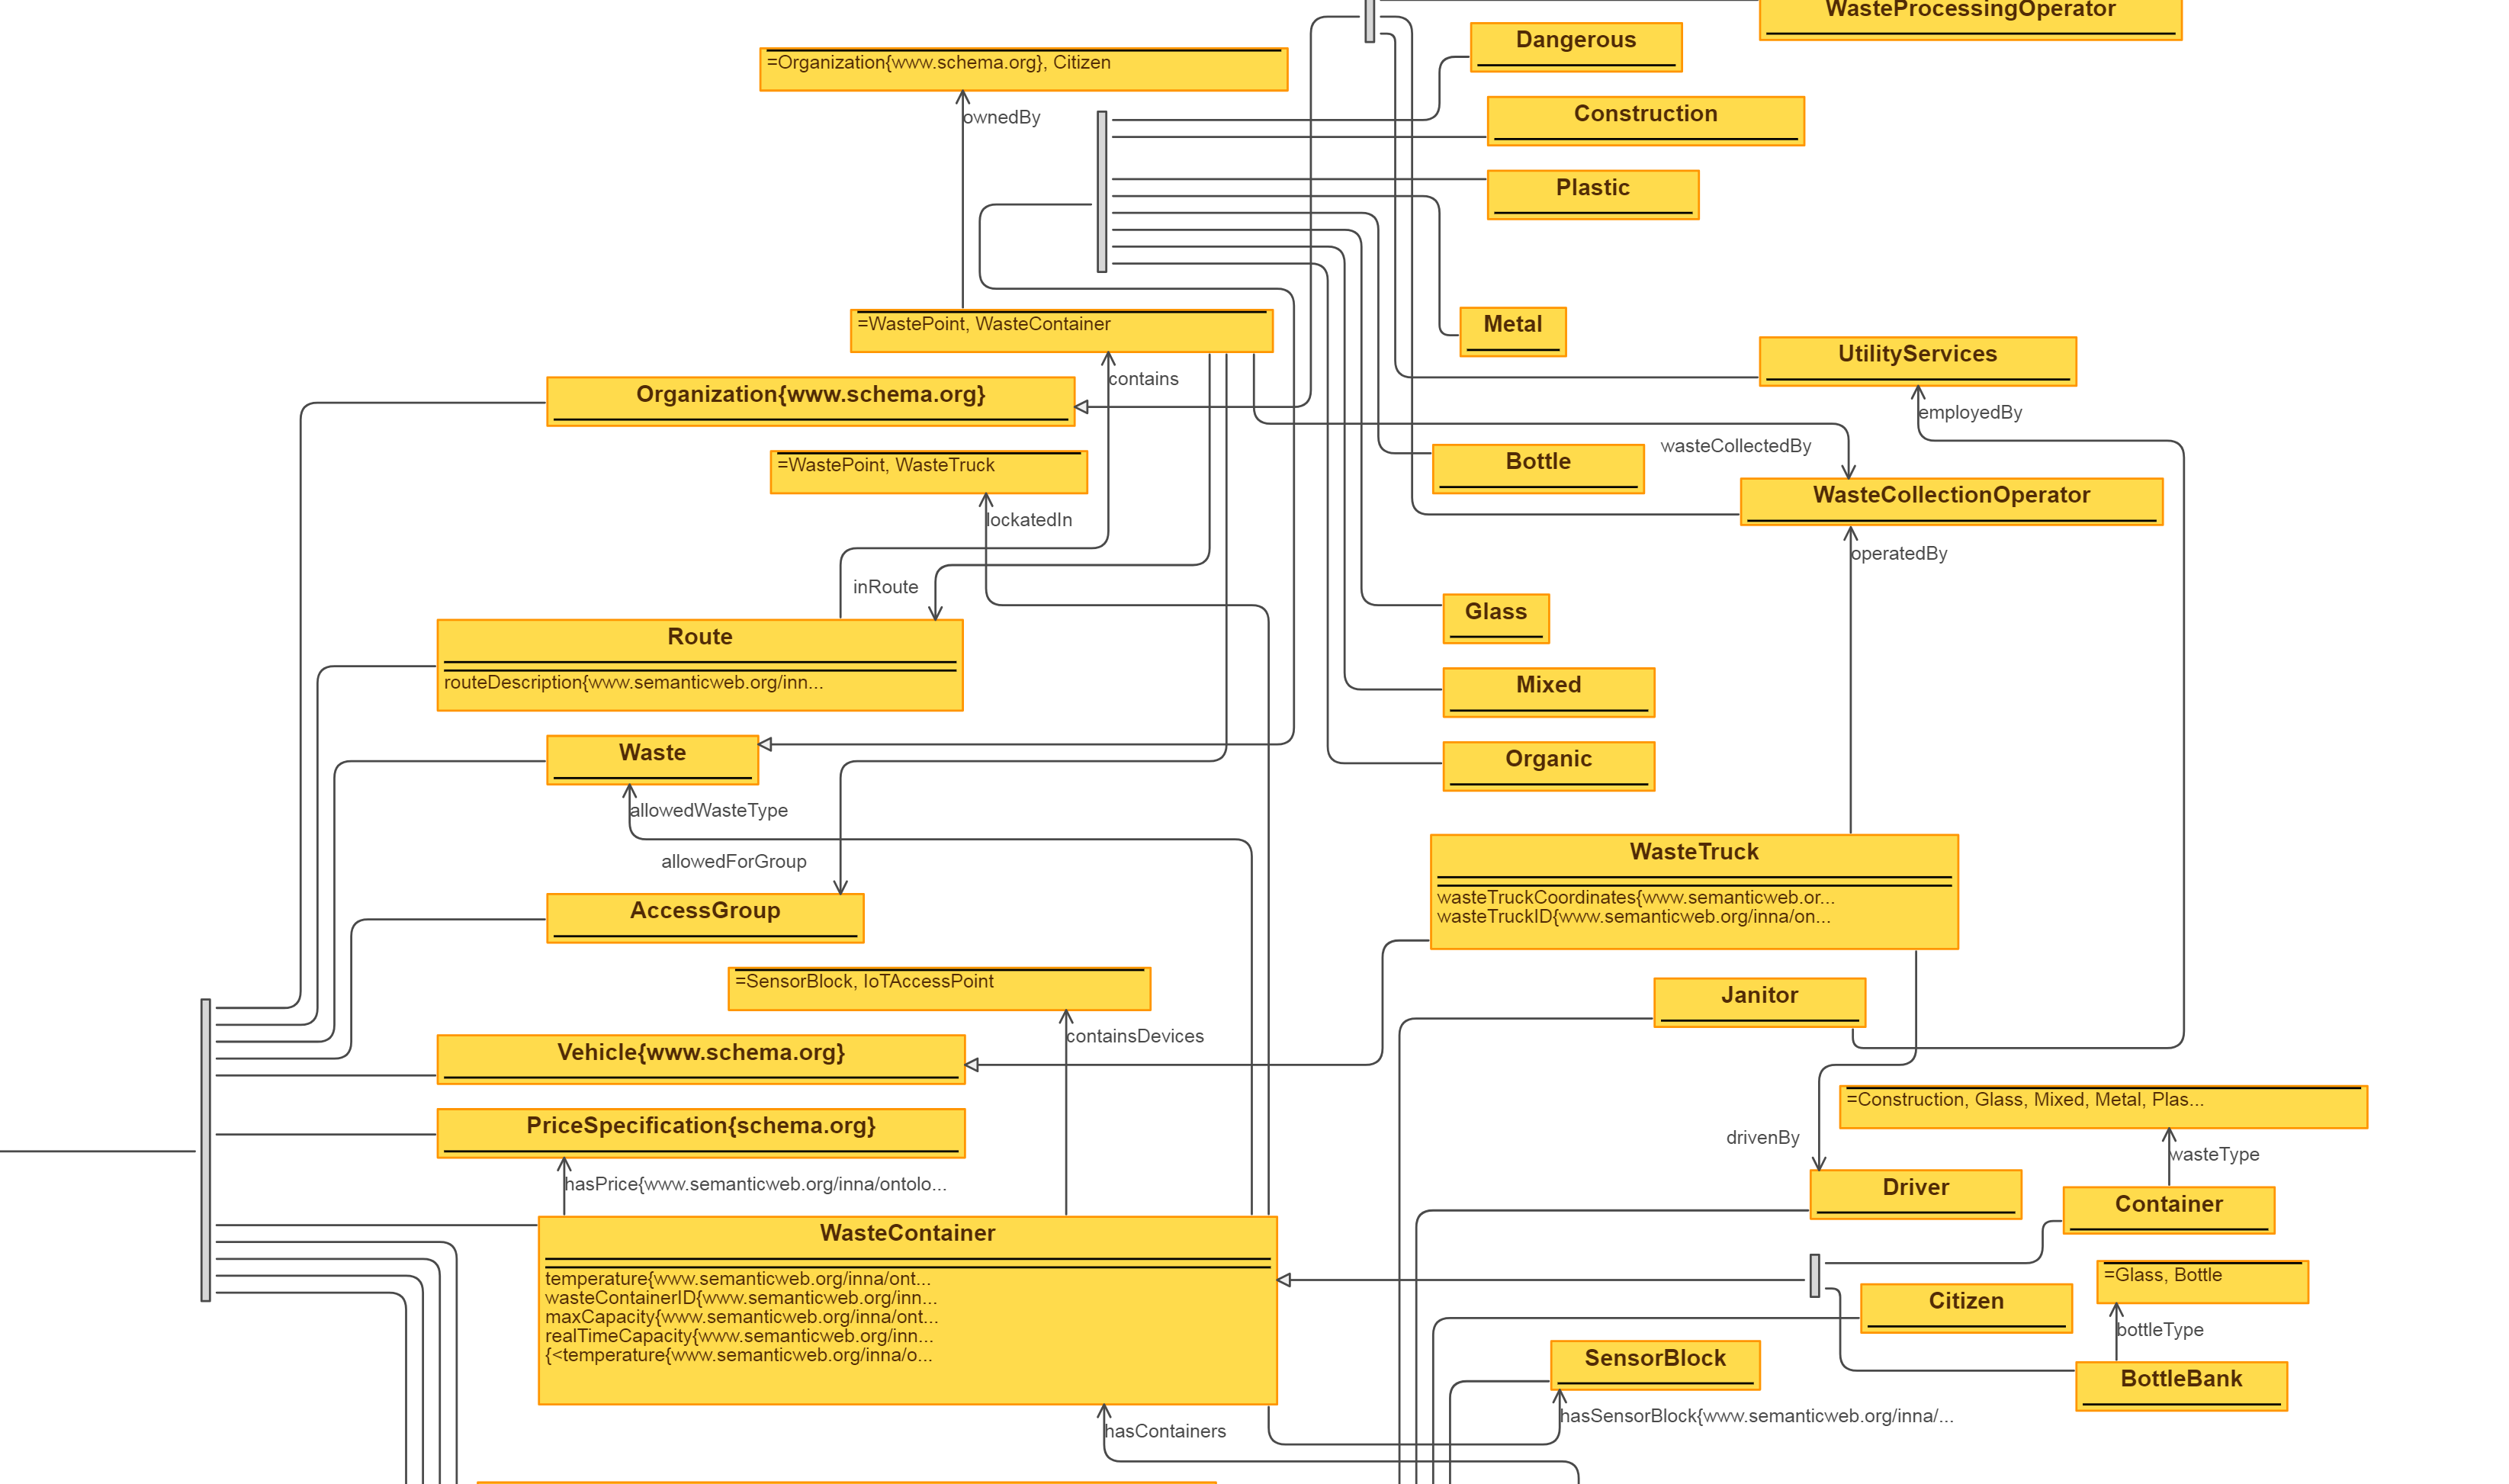 WasteProcessingOperator
Dangerous
=Organization{www.schema.org}, Citizen
ownedBy
Construction
Plastic
=WastePoint, WasteContainer
Metal
UtilityServices
contains
Organization{www.schema.org}
employedBy
wasteCollectedBy
=WastePoint, WasteTruck
Bottle
WasteCollectionOperator
lockatedIn
operatedBy
inRoute
Glass
Route
routeDescription{www.semanticweb.org/inn...
Mixed
Waste
Organic
allowedWasteType
allowedForGroup
WasteTruck
wasteTruckCoordinates{www.semanticweb.or...
wasteTruckID{www.semanticweb.org/inna/on...
AccessGroup
=SensorBlock, IoTAccessPoint
Janitor
containsDevices
Vehicle{www.schema.org}
=Construction, Glass, Mixed, Metal, Plas...
PriceSpecification{schema.org}
drivenBy
wasteType
hasPrice{www.semanticweb.org/inna/ontolo...
Driver
Container
WasteContainer
temperature{www.semanticweb.org/inna/ont...
wasteContainerID{www.semanticweb.org/inn...
maxCapacity{www.semanticweb.org/inna/ont...
realTimeCapacity{www.semanticweb.org/inn...
{<temperature{www.semanticweb.org/inna/o...
=Glass, Bottle
Citizen
bottleType
SensorBlock
BottleBank
hasSensorBlock{www.semanticweb.org/inna/...
hasContainers